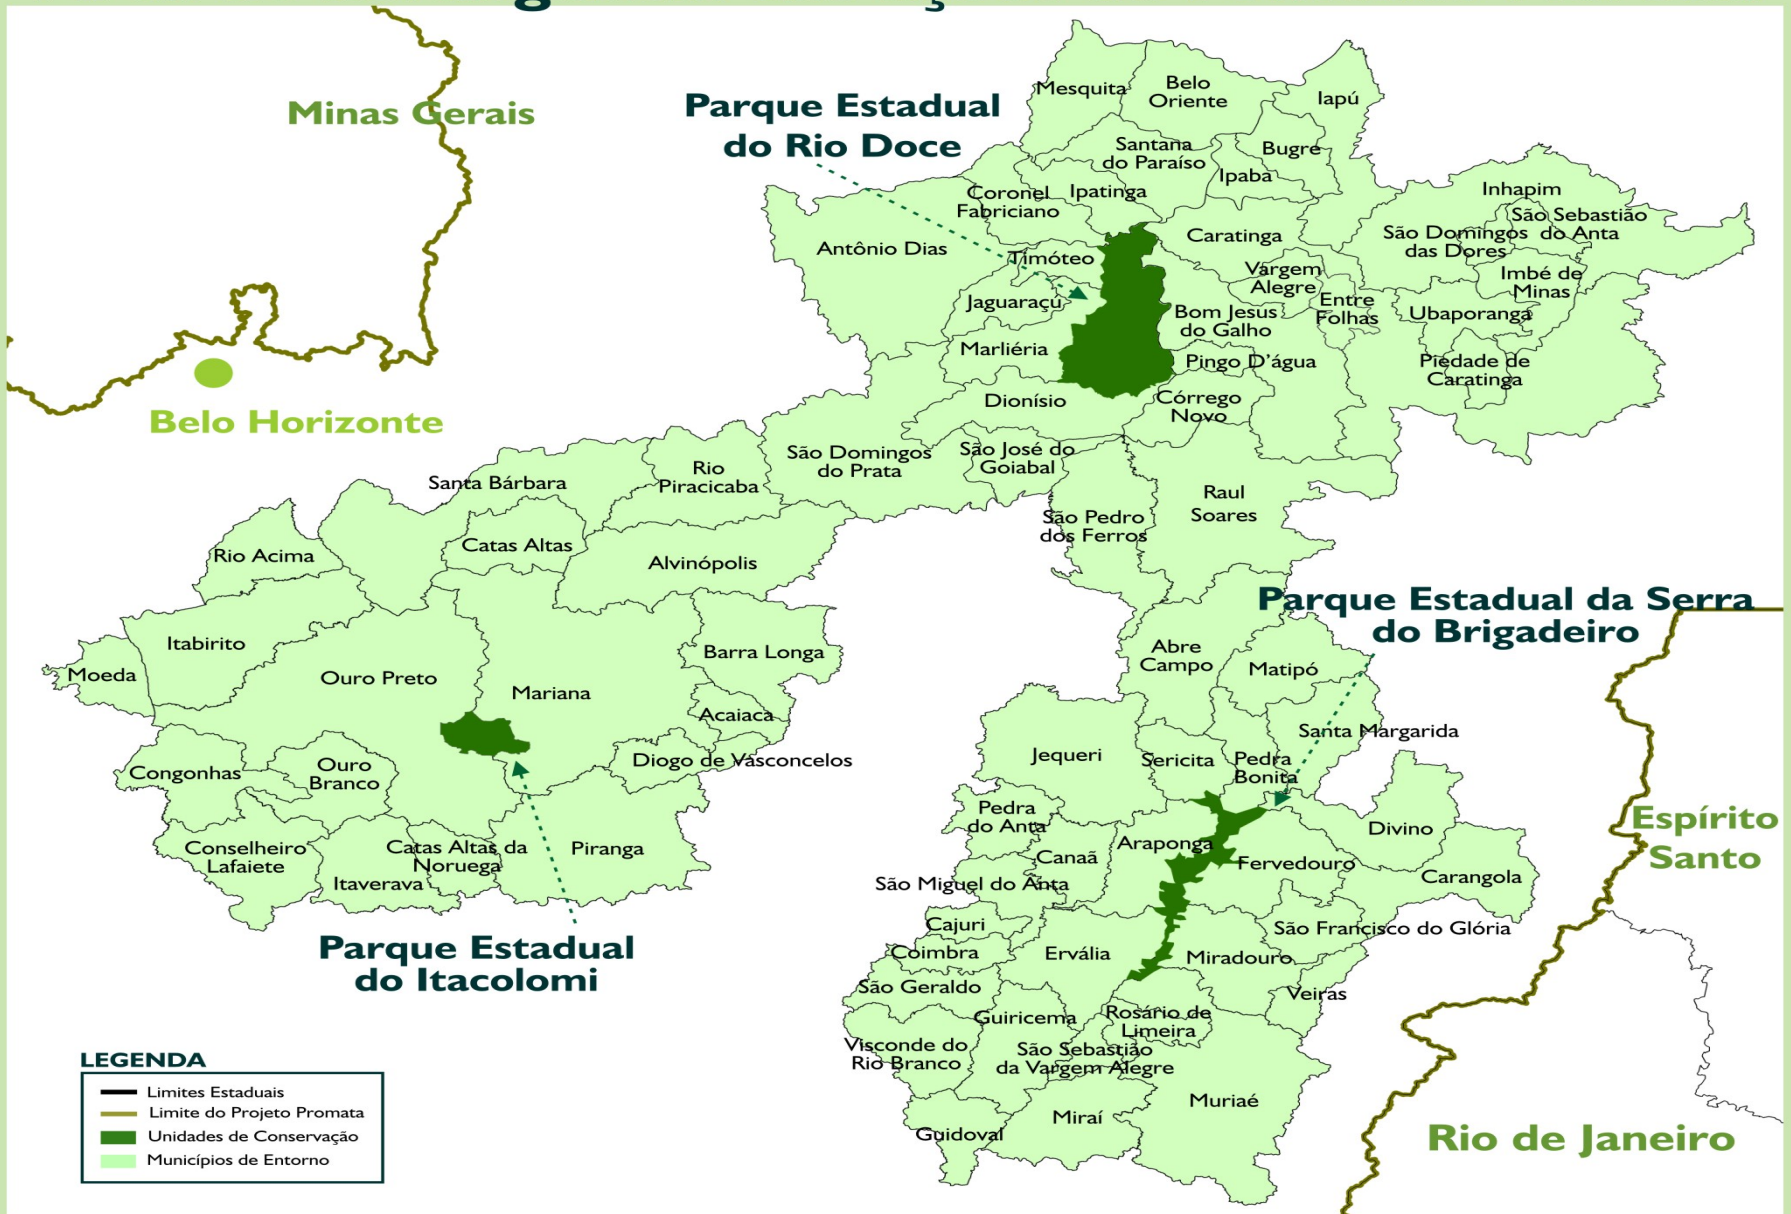 Minas Gerais
Belo Horizonte
Parque Estadual
do Rio Doce
Mesquita
Belo
Oriente
Iapú
Santana
do Paraíso
Bugre
Ipaba
Ipatinga
Coronel
Fabriciano
Antônio Dias
Timóteo
Jaguaraçu
Marliéria
Dionísio
Caratinga
Vargem
Alegre
Entre
Folhas
Bom Jesus
do Galho
Pingo D'água
Córrego
Novo
Inhapim
São Sebastião
do Anta
São Domingos
das Dores
Imbé de
Minas
Ubaporanga
Piedade de
Caratinga
São Domingos
do Prata
São José do
Goiabal
Raul
Soares
São Pedro
dos Ferros
Rio
Piracicaba
Santa Bárbara
Catas Altas
Alvinópolis
Rio Acima
Itabirito
Moeda
Ouro Preto
Mariana
Barra Longa
Acaiaca
Diogo de Vasconcelos
Congonhas
Ouro
Branco
Conselheiro
Lafaiete
Itaverava
Catas Altas da
Noruega
Piranga
Parque Estadual
do Itacolomi
Parque Estadual da Serra
do Brigadeiro
Abre
Campo
Matipó
Santa Margarida
Jequeri
Sericita
Pedra
Bonita
Pedra
do Anta
Canaã
Araponga
Fervedouro
Divino
Carangola
São Miguel do Anta
Cajuri
Coimbra
Ervália
Miradouro
São Francisco do Glória
São Geraldo
Veiras
Guiricema
Rosário de
Limeira
Visconde do
Rio Branco
São Sebastião
da Vargem Alegre
Muriaé
Miraí
Guidoval
Espírito
Santo
Rio de Janeiro
LEGENDA
Limites Estaduais
Limite do Projeto Promata
Unidades de Conservação
Municípios de Entorno